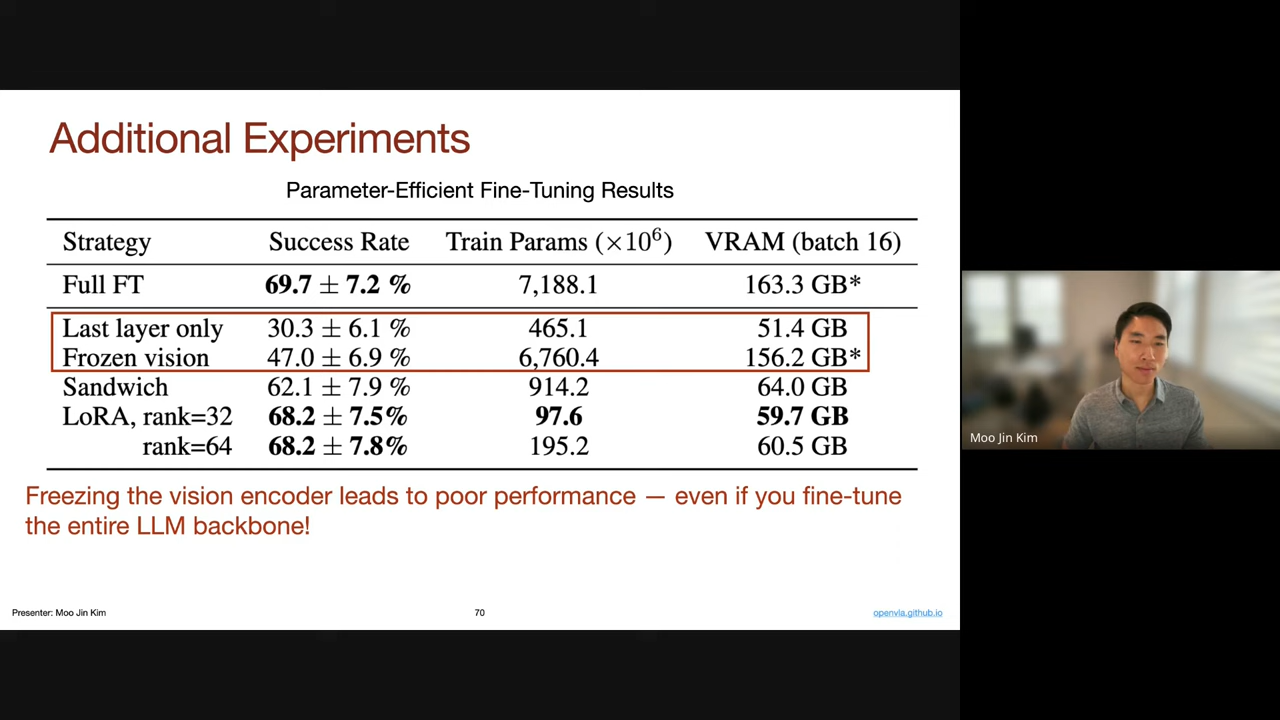 Additional Experiments
Parameter-Efficient Fine-Tuning Results
Strategy Success Rate Train Params (×10⁶) VRAM (batch 16)
Full FT 69.7 ± 7.2 % 7,188.1 163.3 GB*
Last layer only 30.3 ± 6.1 % 465.1 51.4 GB
Frozen vision 47.0 ± 6.9 % 6,760.4 156.2 GB*
Sandwich 62.1 ± 7.9 % 914.2 64.0 GB
LoRA, rank=32 68.2 ± 7.5% 97.6 59.7 GB
rank=64 68.2 ± 7.8% 195.2 60.5 GB
Freezing the vision encoder leads to poor performance — even if you fine-tune
the entire LLM backbone!
Presenter: Moo Jin Kim 70 openvla.github.io
Moo Jin Kim